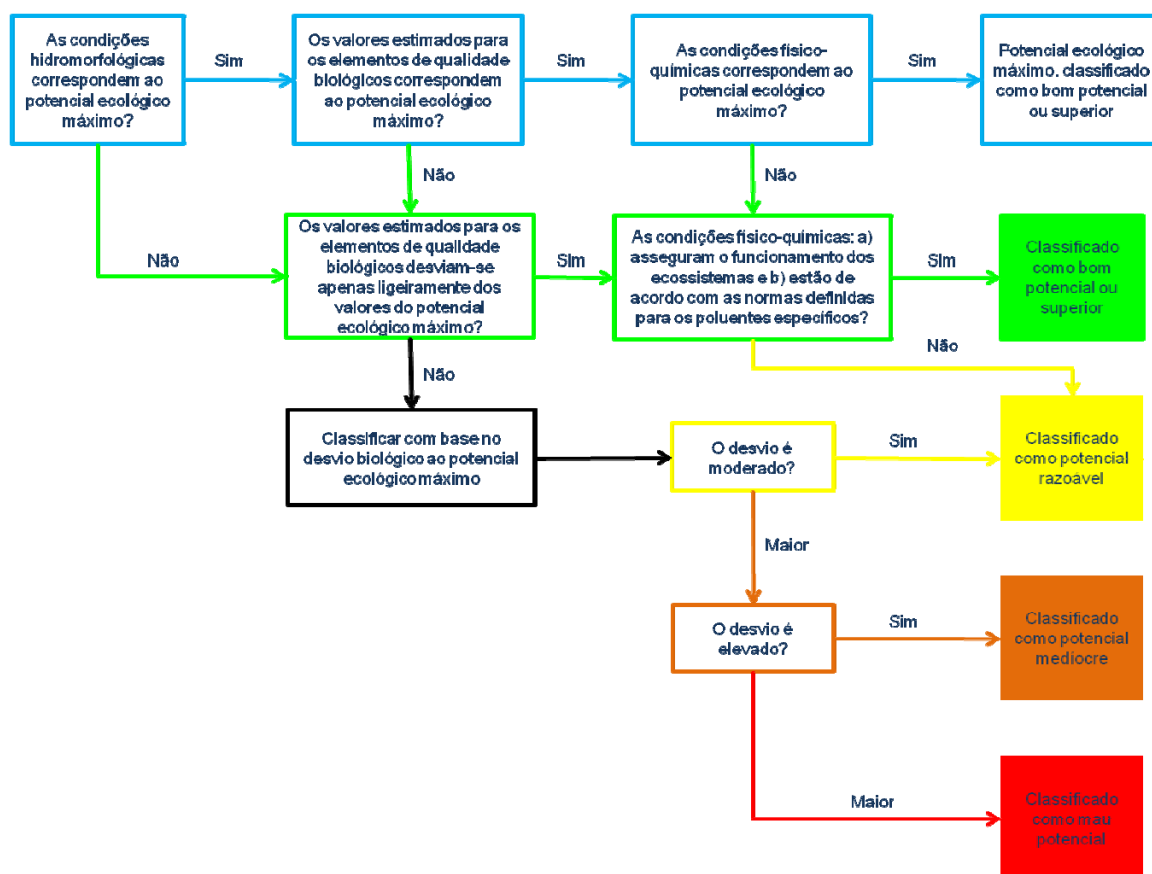 As condições
hidromorfológicas
correspondem ao
potencial ecológico
máximo?
Sim
Os valores estimados para
os elementos de qualidade
biológicos correspondem
ao potencial ecológico
máximo?
Sim
As condições físico-
químicas correspondem ao
potencial ecológico
máximo?
Sim
Potencial ecológico
máximo. classificado
como bom potencial
ou superior
Não
Não
Não
Os valores estimados para os
elementos de qualidade
biológicos desviam-se
apenas ligeiramente dos
valores do potencial
ecológico máximo?
Sim
As condições físico-químicas: a)
asseguram o funcionamento dos
ecossistemas e b) estão de
acordo com as normas definidas
para os poluentes específicos?
Sim
Classificado
como bom
potencial ou
superior
Não
Não
Classificar com base no
desvio biológico ao potencial
ecológico máximo
O desvio é
moderado?
Sim
Classificado
como potencial
razoável
Maior
O desvio é
elevado?
Sim
Classificado
como potencial
medíocre
Maior
Classificado
como mau
potencial